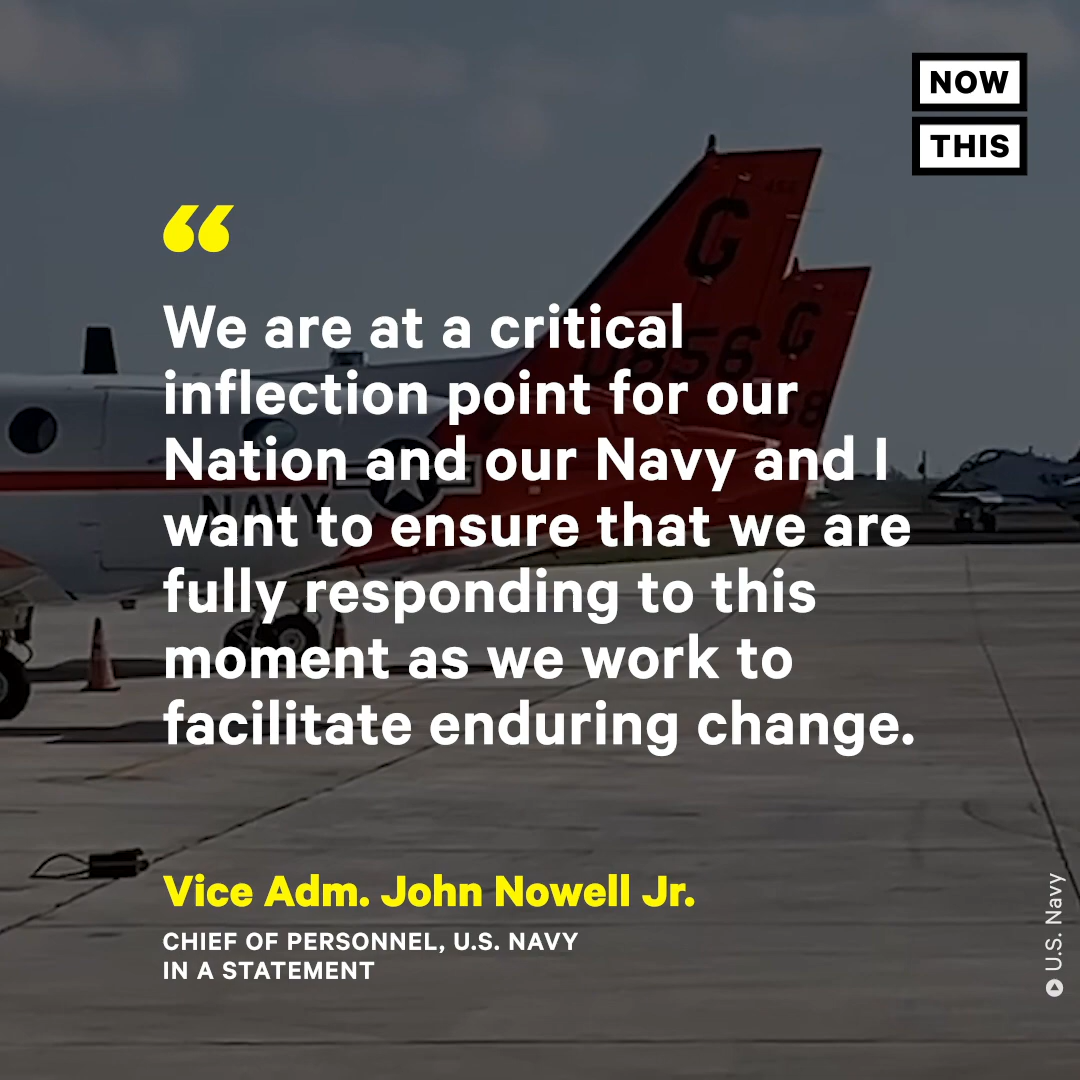 NOW
THIS
“
We are at a critical
inflection point for our
Nation and our Navy and I
want to ensure that we are
fully responding to this
moment as we work to
facilitate enduring change.
Vice Adm. John Nowell Jr.
CHIEF OF PERSONNEL, U.S. NAVY
IN A STATEMENT
U.S. Navy
G
G
0856
NAVY